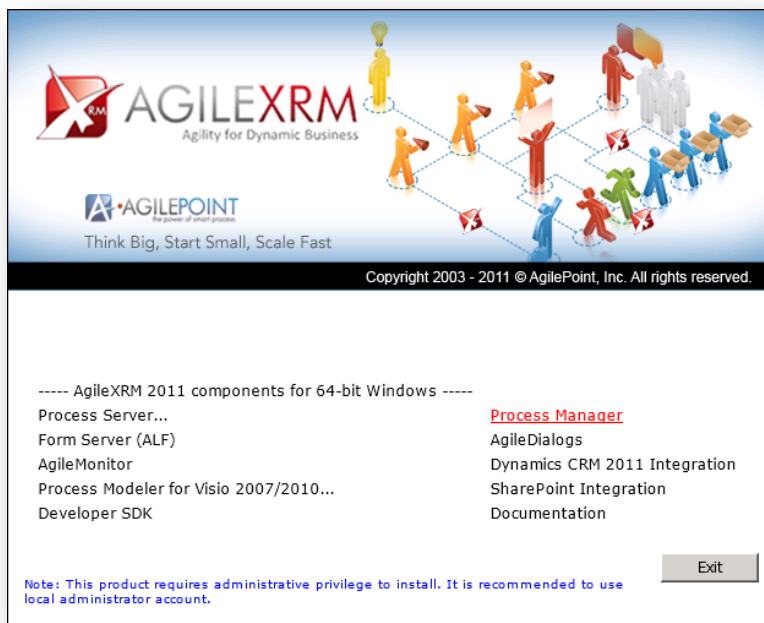 XRM
AGILEXRM
Agility for Dynamic Business
A
AGILEPOINT
the power of smart process
Think Big, Start Small, Scale Fast
Copyright 2003 - 2011 © AgilePoint, Inc. All rights reserved.
----- AgileXRM 2011 components for 64-bit Windows -----
Process Server...
Process Manager
Form Server (ALF)
AgileDialogs
AgileMonitor
Dynamics CRM 2011 Integration
Process Modeler for Visio 2007/2010...
SharePoint Integration
Developer SDK
Documentation
Exit
Note: This product requires administrative privilege to install. It is recommended to use
local administrator account.